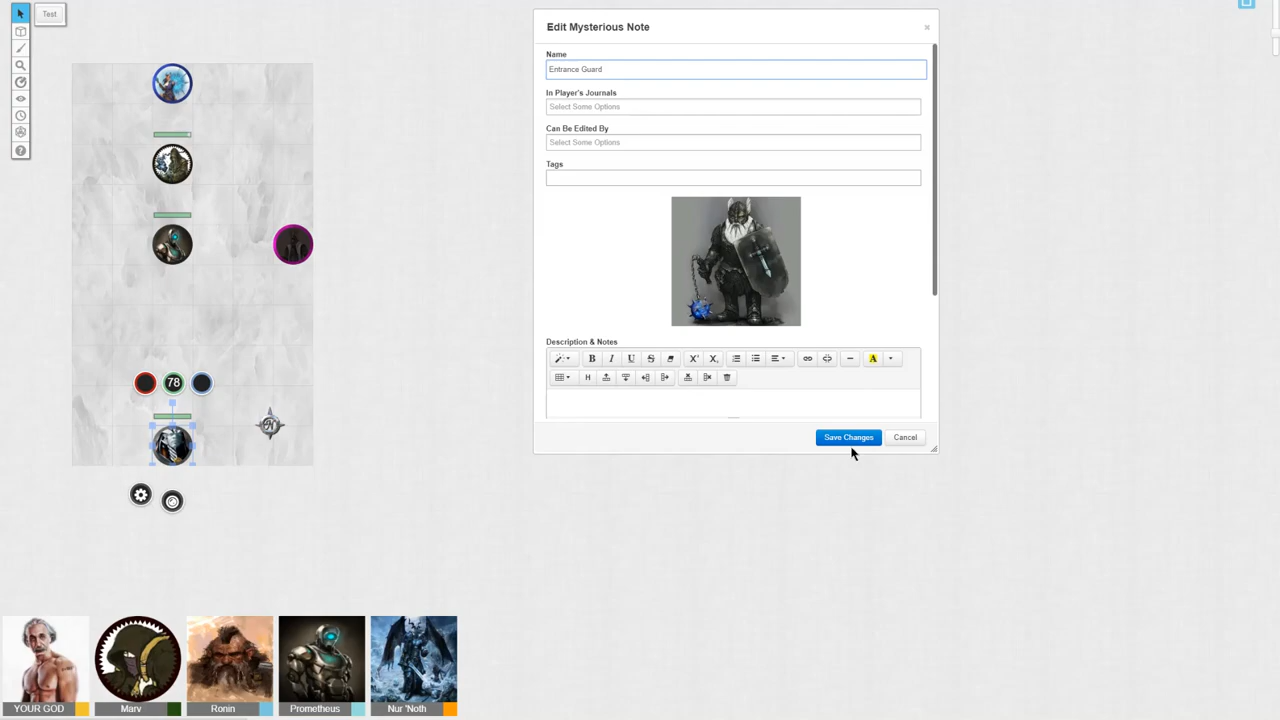 Test
Edit Mysterious Note
×
Name
Entrance Guard
In Player's Journals
Select Some Options
Can Be Edited By
Select Some Options
Tags
Description & Notes
B I U S X' X, A
H
Save Changes
Cancel
78
YOUR GOD
Marv
Ronin
Prometheus
Nur 'Noth